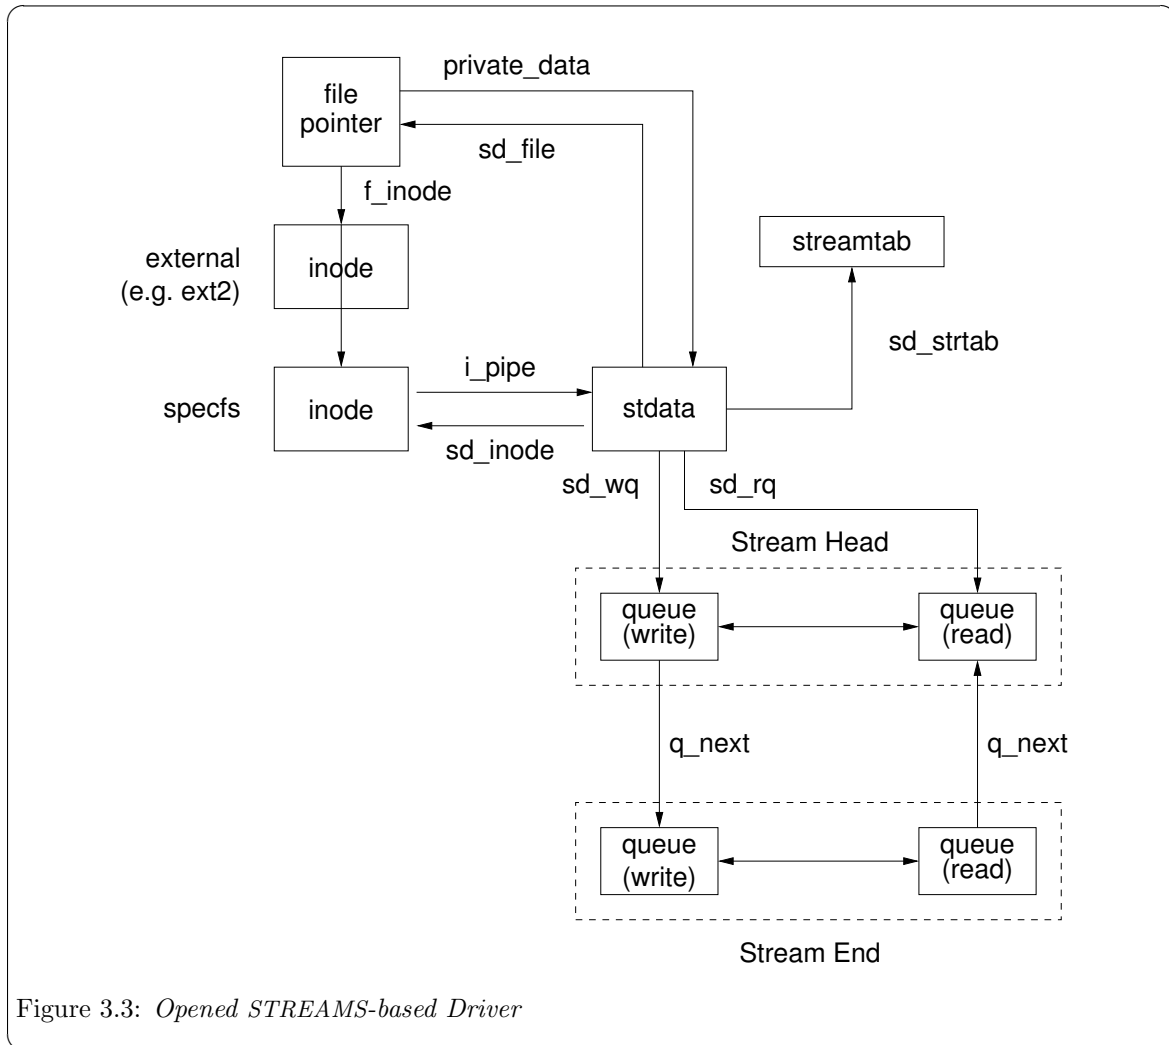 private_data
file
pointer
sd_file
f_inode
external
(e.g. ext2)
inode
streamtab
sd_strtab
i_pipe
specfs
inode
stdata
sd_inode
sd_wq
sd_rq
Stream Head
queue
(write)
queue
(read)
q_next
q_next
queue
(write)
queue
(read)
Stream End
Figure 3.3: Opened STREAMS-based Driver